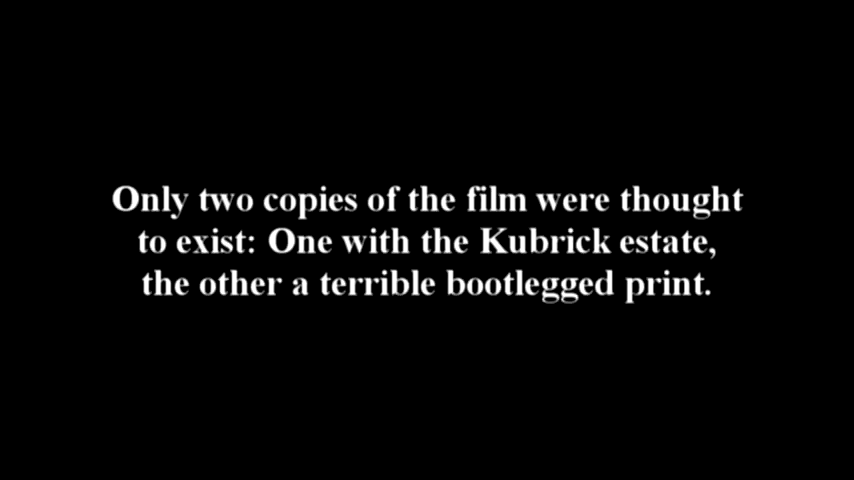 Only two copies of the film were thought
to exist: One with the Kubrick estate,
the other a terrible bootlegged print.